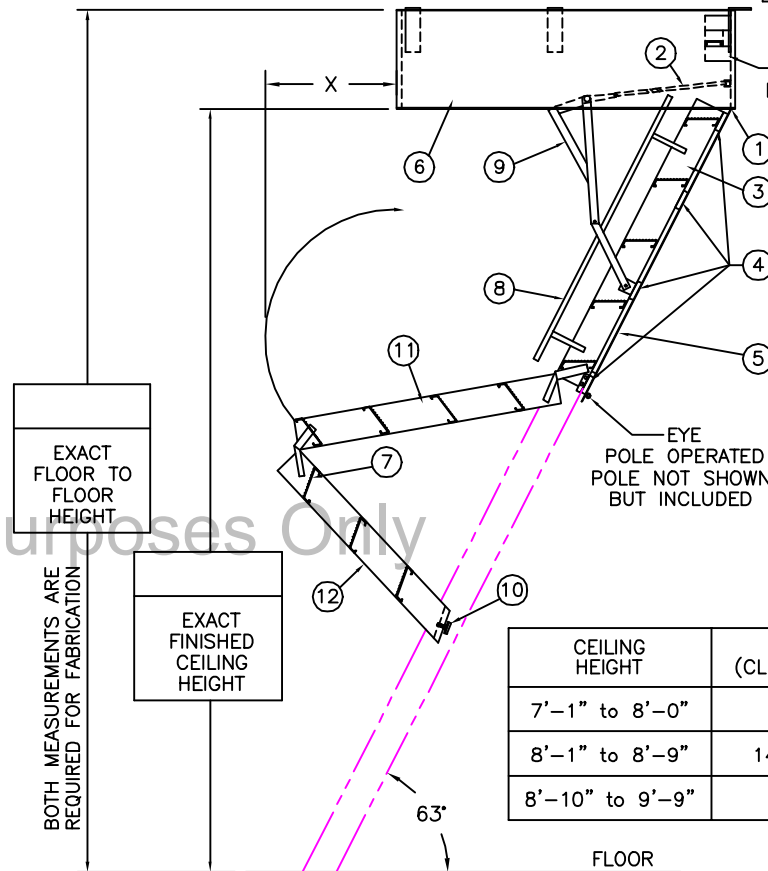 X
2
1
6
9
3
4
8
5
11
EYE
POLE OPERATED
POLE NOT SHOWN
BUT INCLUDED
7
EXACT
FLOOR TO
FLOOR
HEIGHT
urposes Only
12
10
BOTH MEASUREMENTS ARE
REQUIRED FOR FABRICATION
EXACT
FINISHED
CEILING
HEIGHT
CEILING
HEIGHT
(CL
7'-1" to 8'-0"
8'-1" to 8'-9"
14
8'-10" to 9'-9"
63°
FLOOR